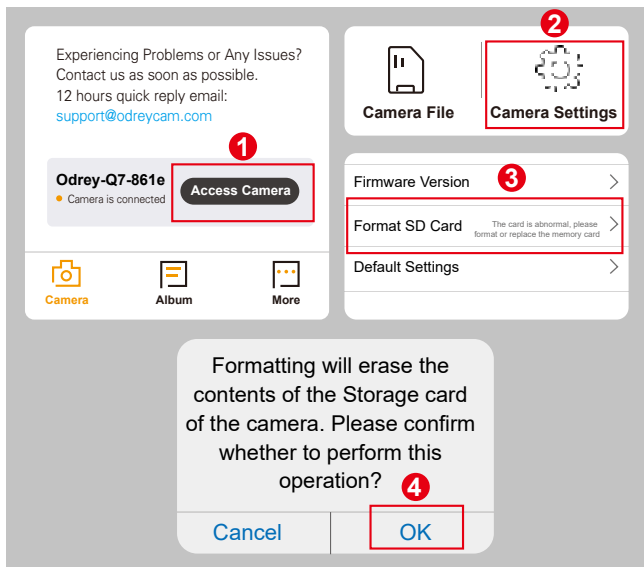 Experiencing Problems or Any Issues?
Contact us as soon as possible.
12 hours quick reply email:
support@odreycam.com
1
Odrey-Q7-861e
Camera is connected
Access Camera
Camera
Album
More
2
Camera File
Camera Settings
3
Firmware Version
Format SD Card
The card is abnormal, please
format or replace the memory card
Default Settings
Formatting will erase the
contents of the Storage card
of the camera. Please confirm
whether to perform this
operation?
4
Cancel
OK